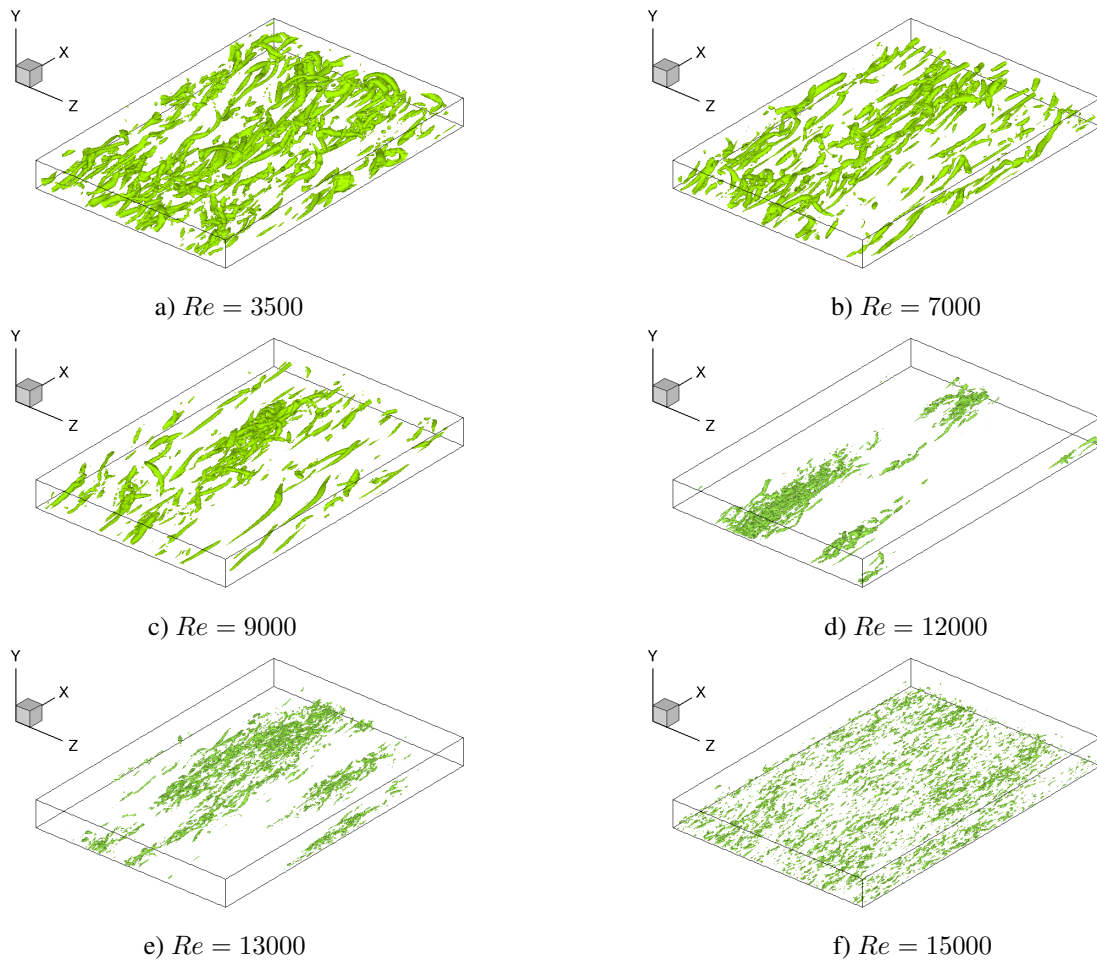 Y
X
Z
Y
X
Z
a) Re = 3500
b) Re = 7000
Y
X
Z
Y
X
Z
c) Re = 9000
d) Re = 12000
Y
X
Z
Y
X
Z
e) Re = 13000
f) Re = 15000